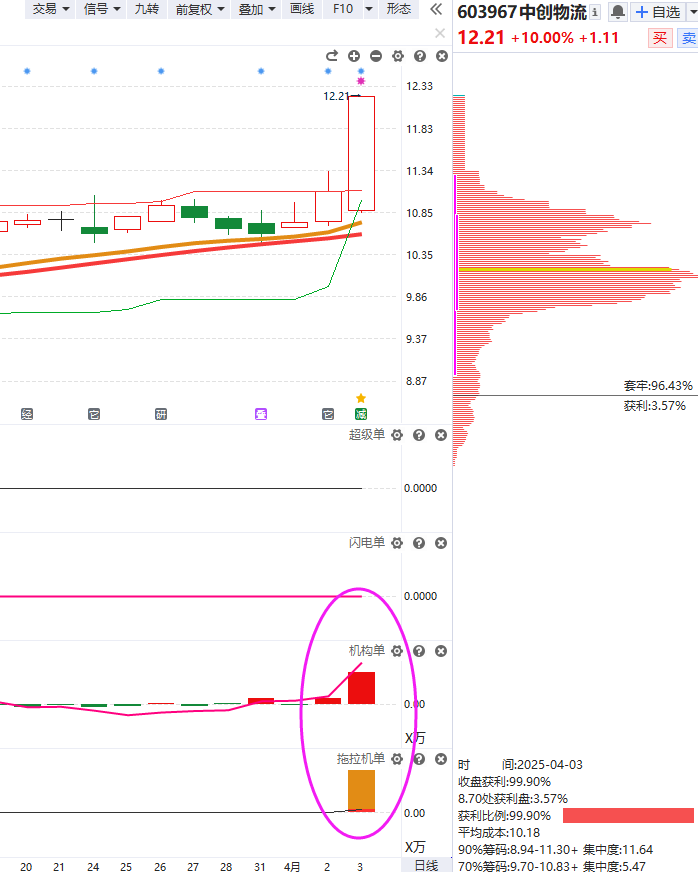 交易 信号 九转 前复权 叠加 画线 F10 形态
603967 中创物流 自选
12.21 +10.00% +1.11 买 卖
12.33
12.21
11.83
11.34
10.85
10.35
9.86
9.37
8.87
套牢:96.43%
获利:3.57%
经 它 研 它 减
超级单
0.0000
闪电单
0.0000
机构单
0.00
X万
拖拉机单
0.00
X万
20 21 24 25 26 27 28 31 4月 2 3 日线
时 间:2025-04-03
收盘获利:99.90%
8.70处获利盘:3.57%
获利比例:99.90%
平均成本:10.18
90%筹码:8.94-11.30+ 集中度:11.64
70%筹码:9.70-10.83+ 集中度:5.47